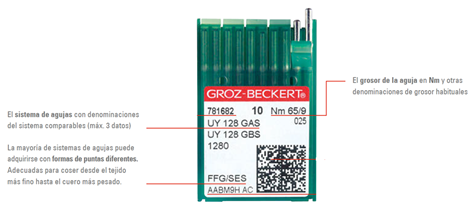 GROZ-BECKERT®
781682 10 Nm 65/9
025
UY 128 GAS
UY 128 GBS
1280
FFG/SES
AABM9H AC
El grosor de la aguja en Nm y otras
denominaciones de grosor habituales
El sistema de agujas con denominaciones
del sistema comparables (máx. 3 datos)
La mayoría de sistemas de agujas puede
adquirirse con formas de puntas diferentes.
Adecuadas para coser desde el tejido
más fino hasta el cuero más pesado.